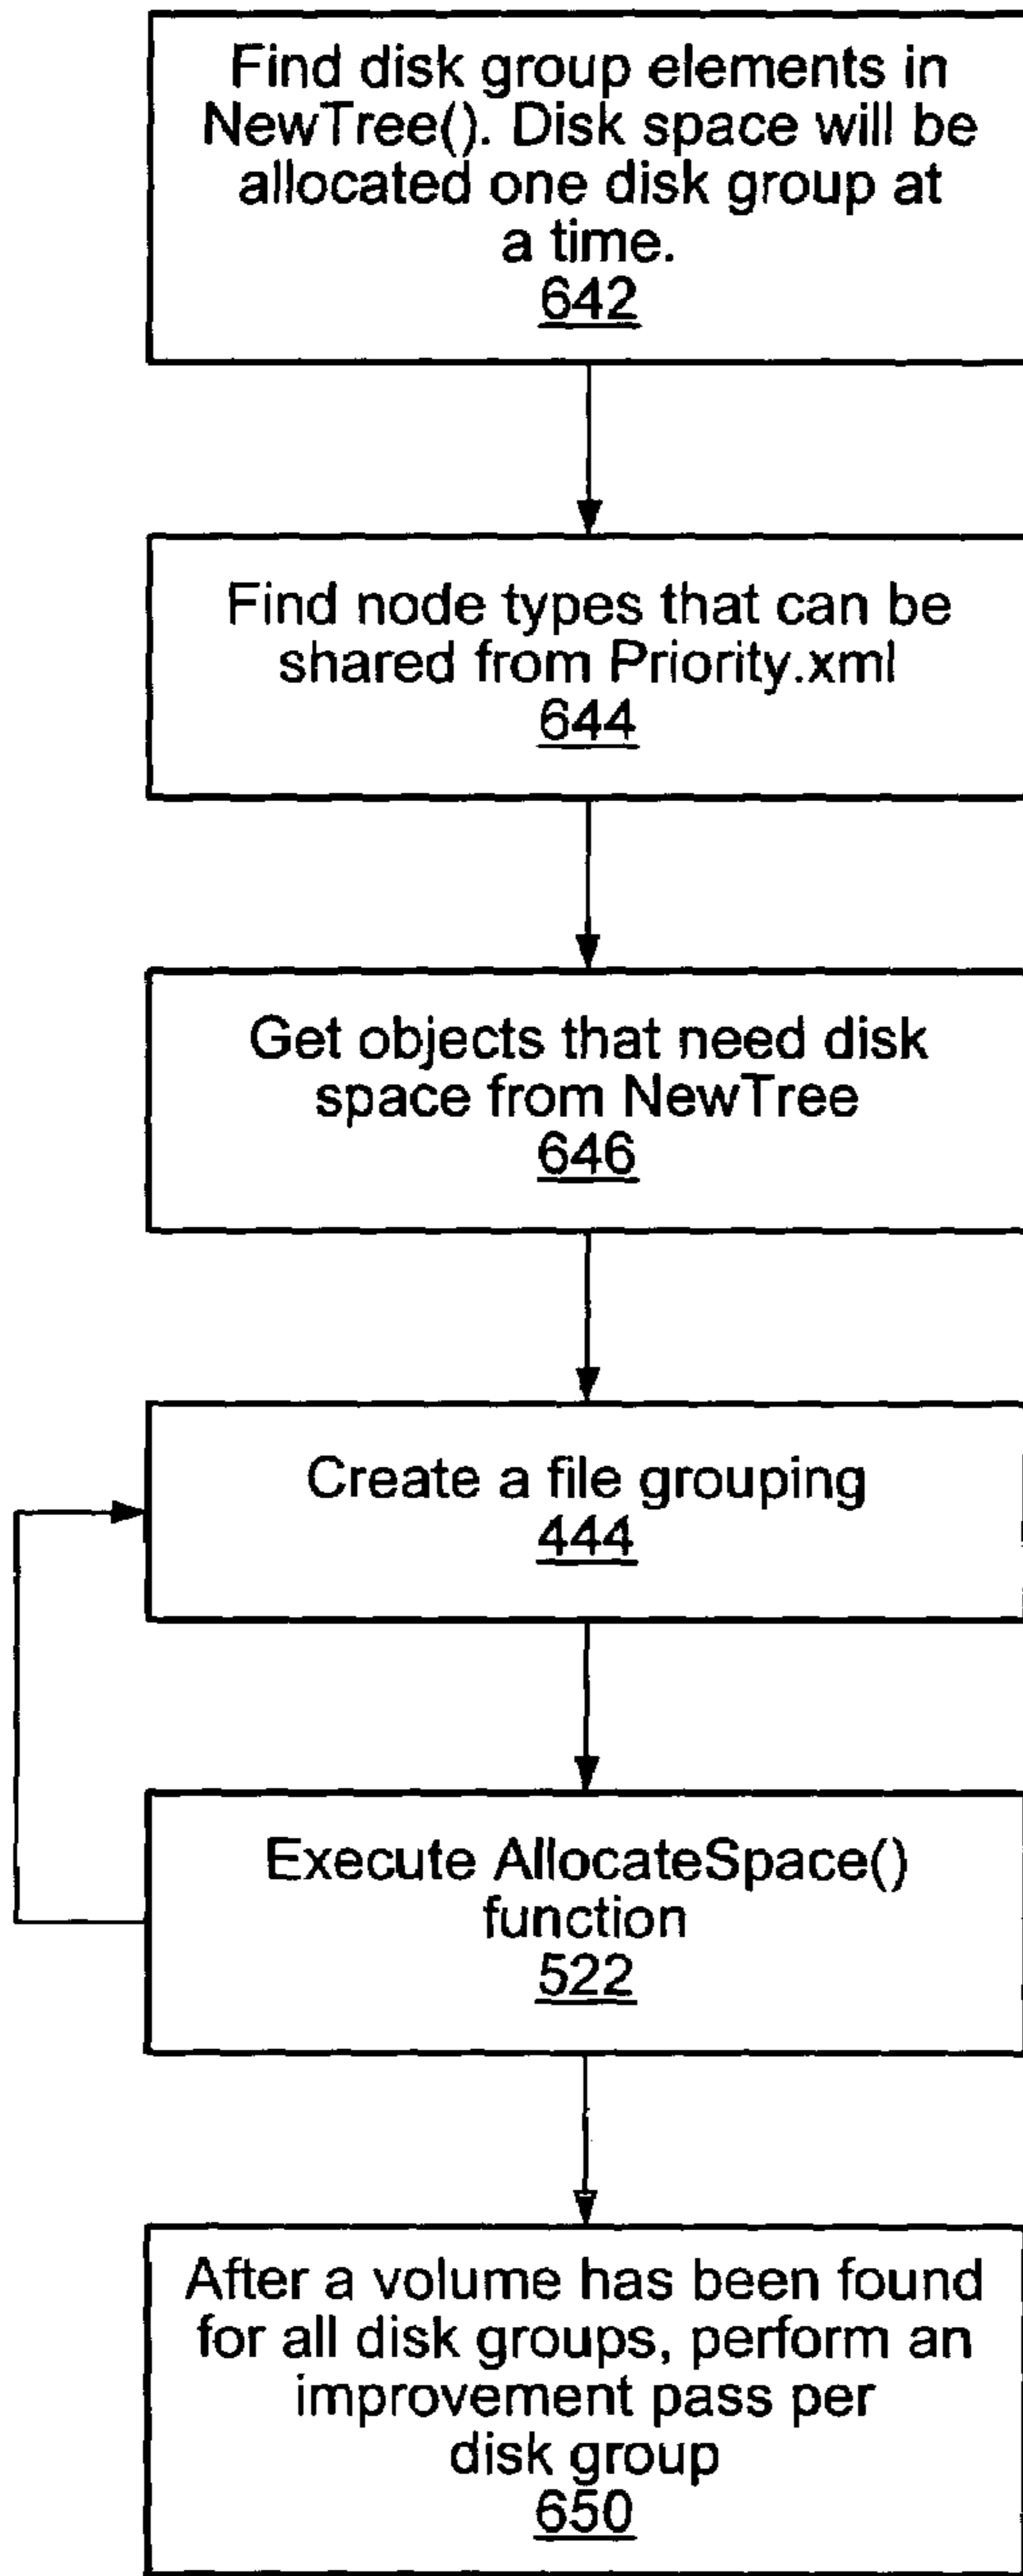 Find disk group elements in
NewTree(). Disk space will be
allocated one disk group at
a time.
642
Find node types that can be
shared from Priority.xml
644
Get objects that need disk
space from NewTree
646
Create a file grouping
444
Execute AllocateSpace()
function
522
After a volume has been found
for all disk groups, perform an
improvement pass per
disk group
650